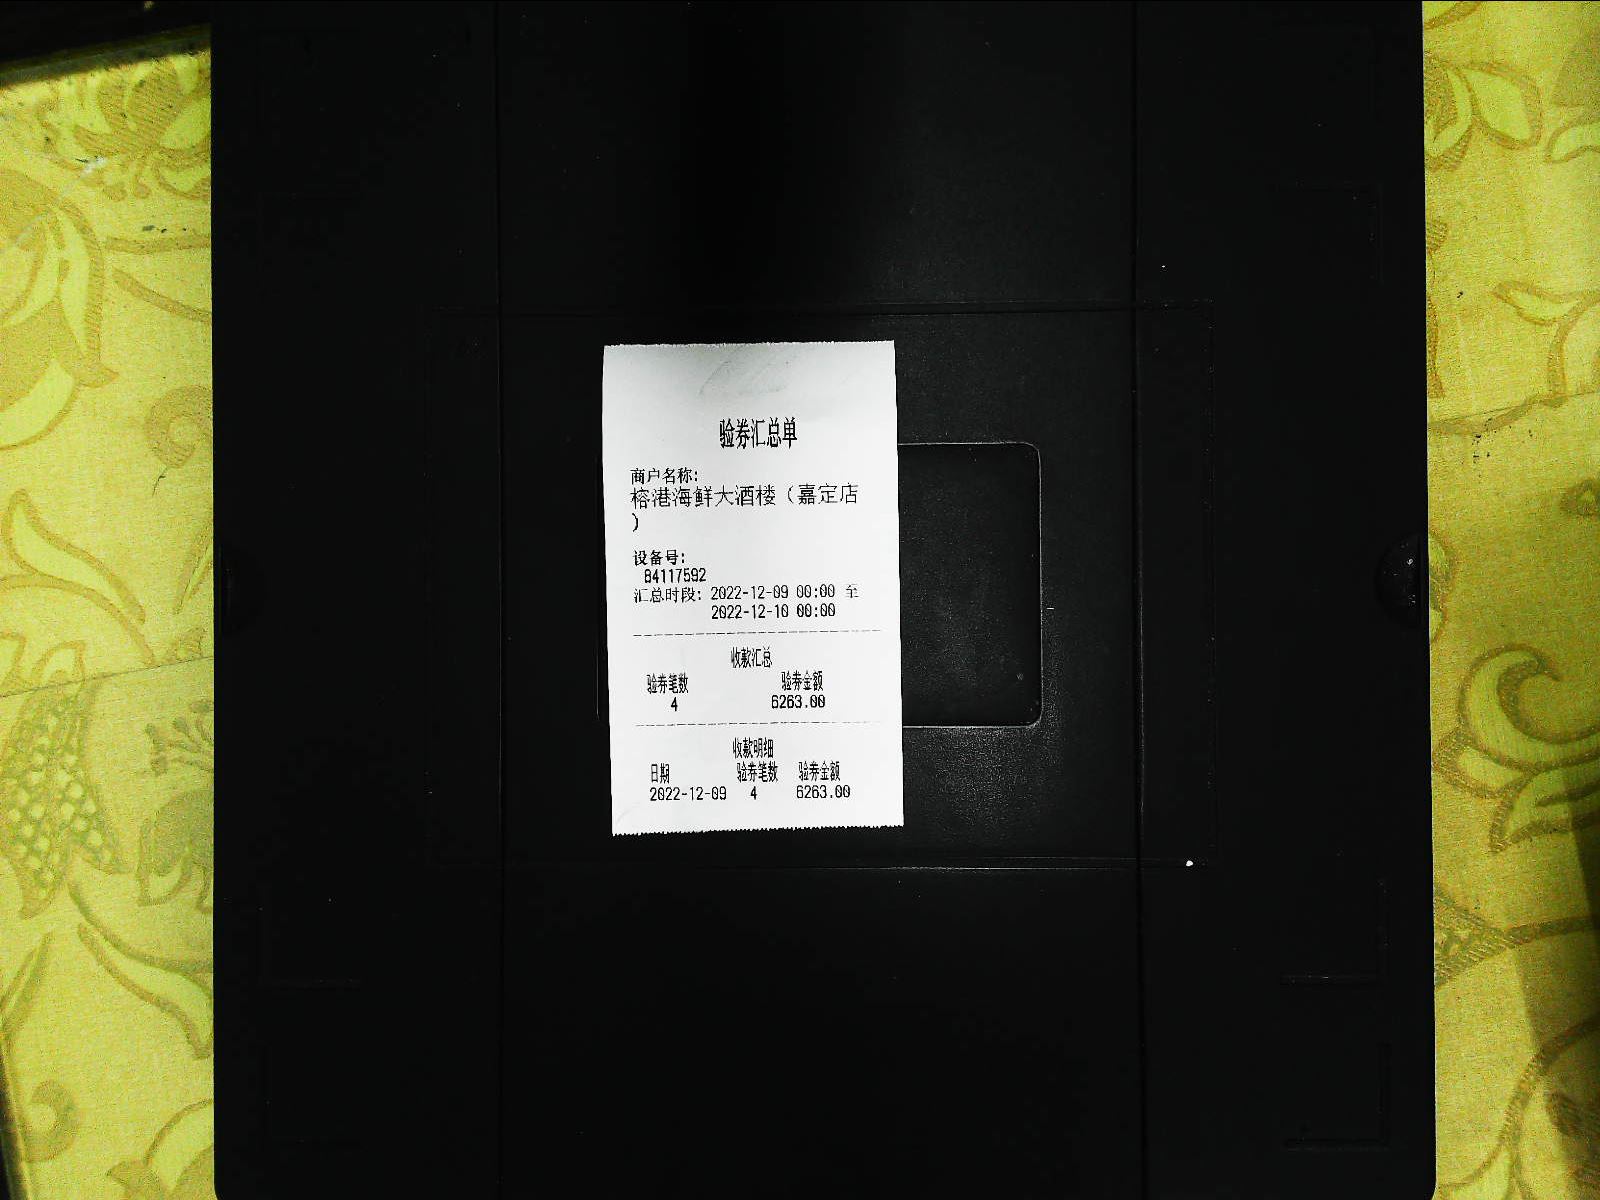 验券汇总单
商户名称:
榕港海鲜大酒楼（嘉定店
）
设备号:
84117592
汇总时段: 2022-12-09 00:00 至
2022-12-10 00:00
收款汇总
验券笔数 验券金额
4 6263.00
收款明细
日期 验券笔数 验券金额
2022-12-09 4 6263.00